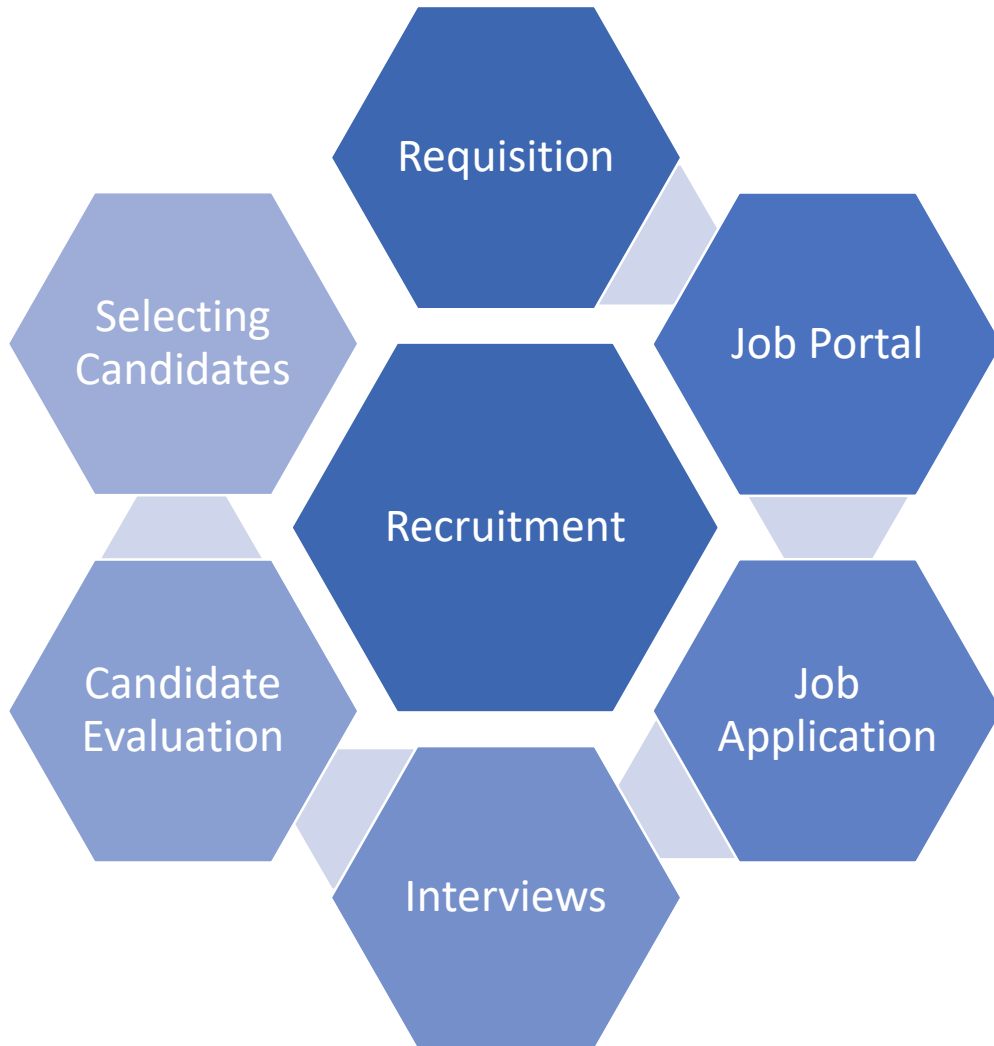 Requisition
Job Portal
Job
Application
Interviews
Candidate
Evaluation
Selecting
Candidates
Recruitment